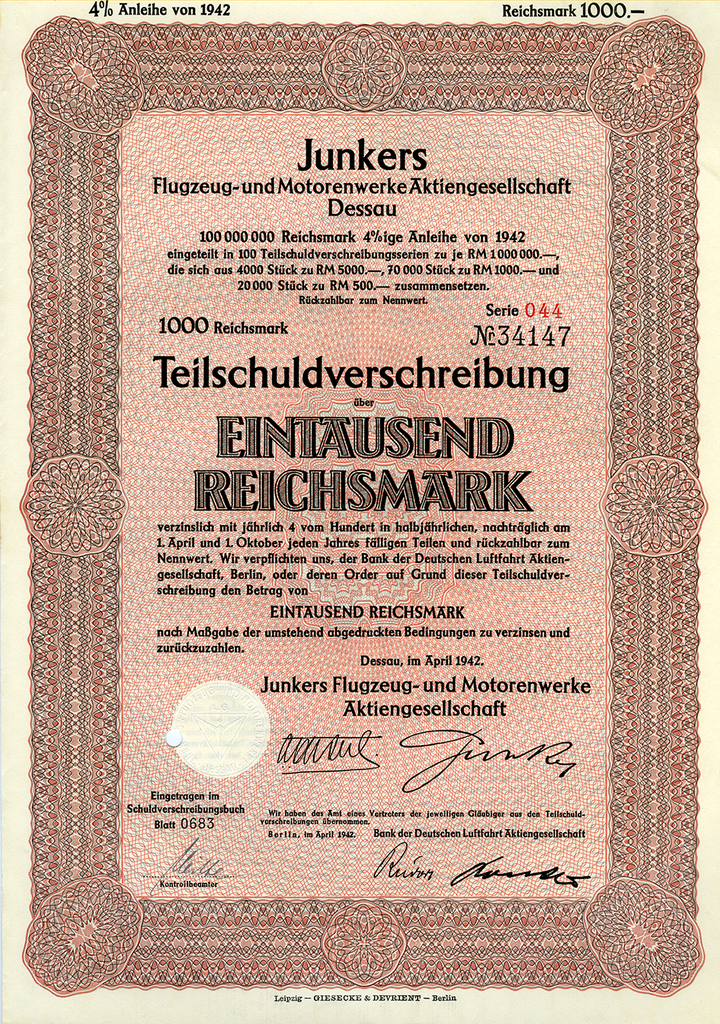 4% Anleihe von 1942
Reichsmark 1000.—
Junkers
Flugzeug- und Motorenwerke Aktiengesellschaft
Dessau
100 000 000 Reichsmark 4%ige Anleihe von 1942
eingeteilt in 100 Teilschuldverschreibungsserien zu je RM 1 000 000.—,
die sich aus 4000 Stück zu RM 5000.—, 70 000 Stück zu RM 1000.— und
20 000 Stück zu RM 500.— zusammensetzen.
Rückzahlbar zum Nennwert.
Serie 044
1000 Reichsmark
№ 34147
Teilschuldverschreibung
über
EINTAUSEND
REICHSMARK
verzinslich mit jährlich 4 vom Hundert in halbjährlichen, nachträglich am
1. April und 1. Oktober jeden Jahres fälligen Teilen und rückzahlbar zum
Nennwert. Wir verpflichten uns, der Bank der Deutschen Luftfahrt Aktien-
gesellschaft, Berlin, oder deren Order auf Grund dieser Teilschuldver-
schreibung den Betrag von
EINTAUSEND REICHSMARK
nach Maßgabe der umstehend abgedruckten Bedingungen zu verzinsen und
zurückzuzahlen.
Dessau, im April 1942.
Junkers Flugzeug- und Motorenwerke
Aktiengesellschaft
Eingetragen im
Schuldverschreibungsbuch
Blatt 0683
Wir haben das Amt eines Vertreters der jeweiligen Gläubiger aus den Teilschuld-
verschreibungen übernommen.
Berlin, im April 1942. Bank der Deutschen Luftfahrt Aktiengesellschaft
Kontrollbeamter
Leipzig — GIESECKE & DEVRIENT — Berlin